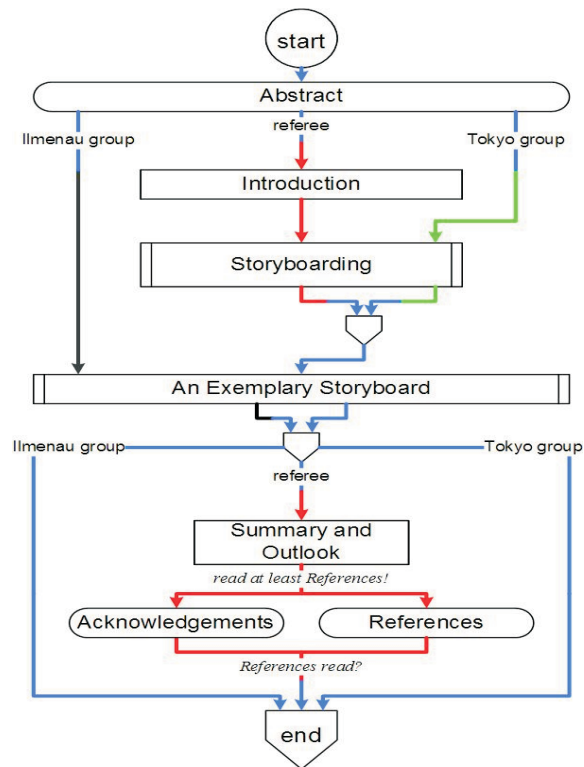 start
Abstract
Ilmenau group
referee
Tokyo group
Introduction
Storyboarding
An Exemplary Storyboard
Ilmenau group
Tokyo group
referee
Summary and
Outlook
read at least References!
Acknowledgements
References
References read?
end